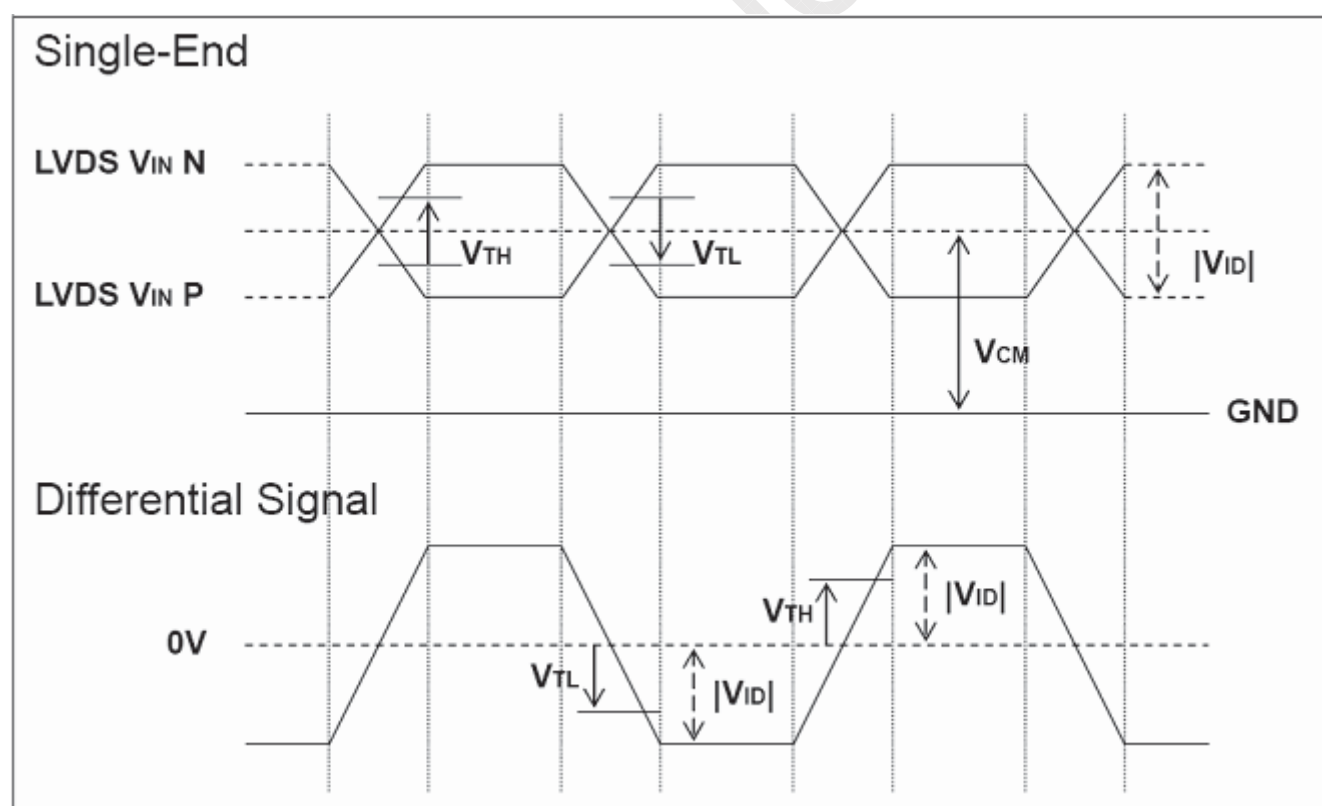 Single-End
LVDS VIN N
VTH
VTL
|VID|
LVDS VIN P
VCM
GND
Differential Signal
VTH
|VID|
0V
VTL
|VID|